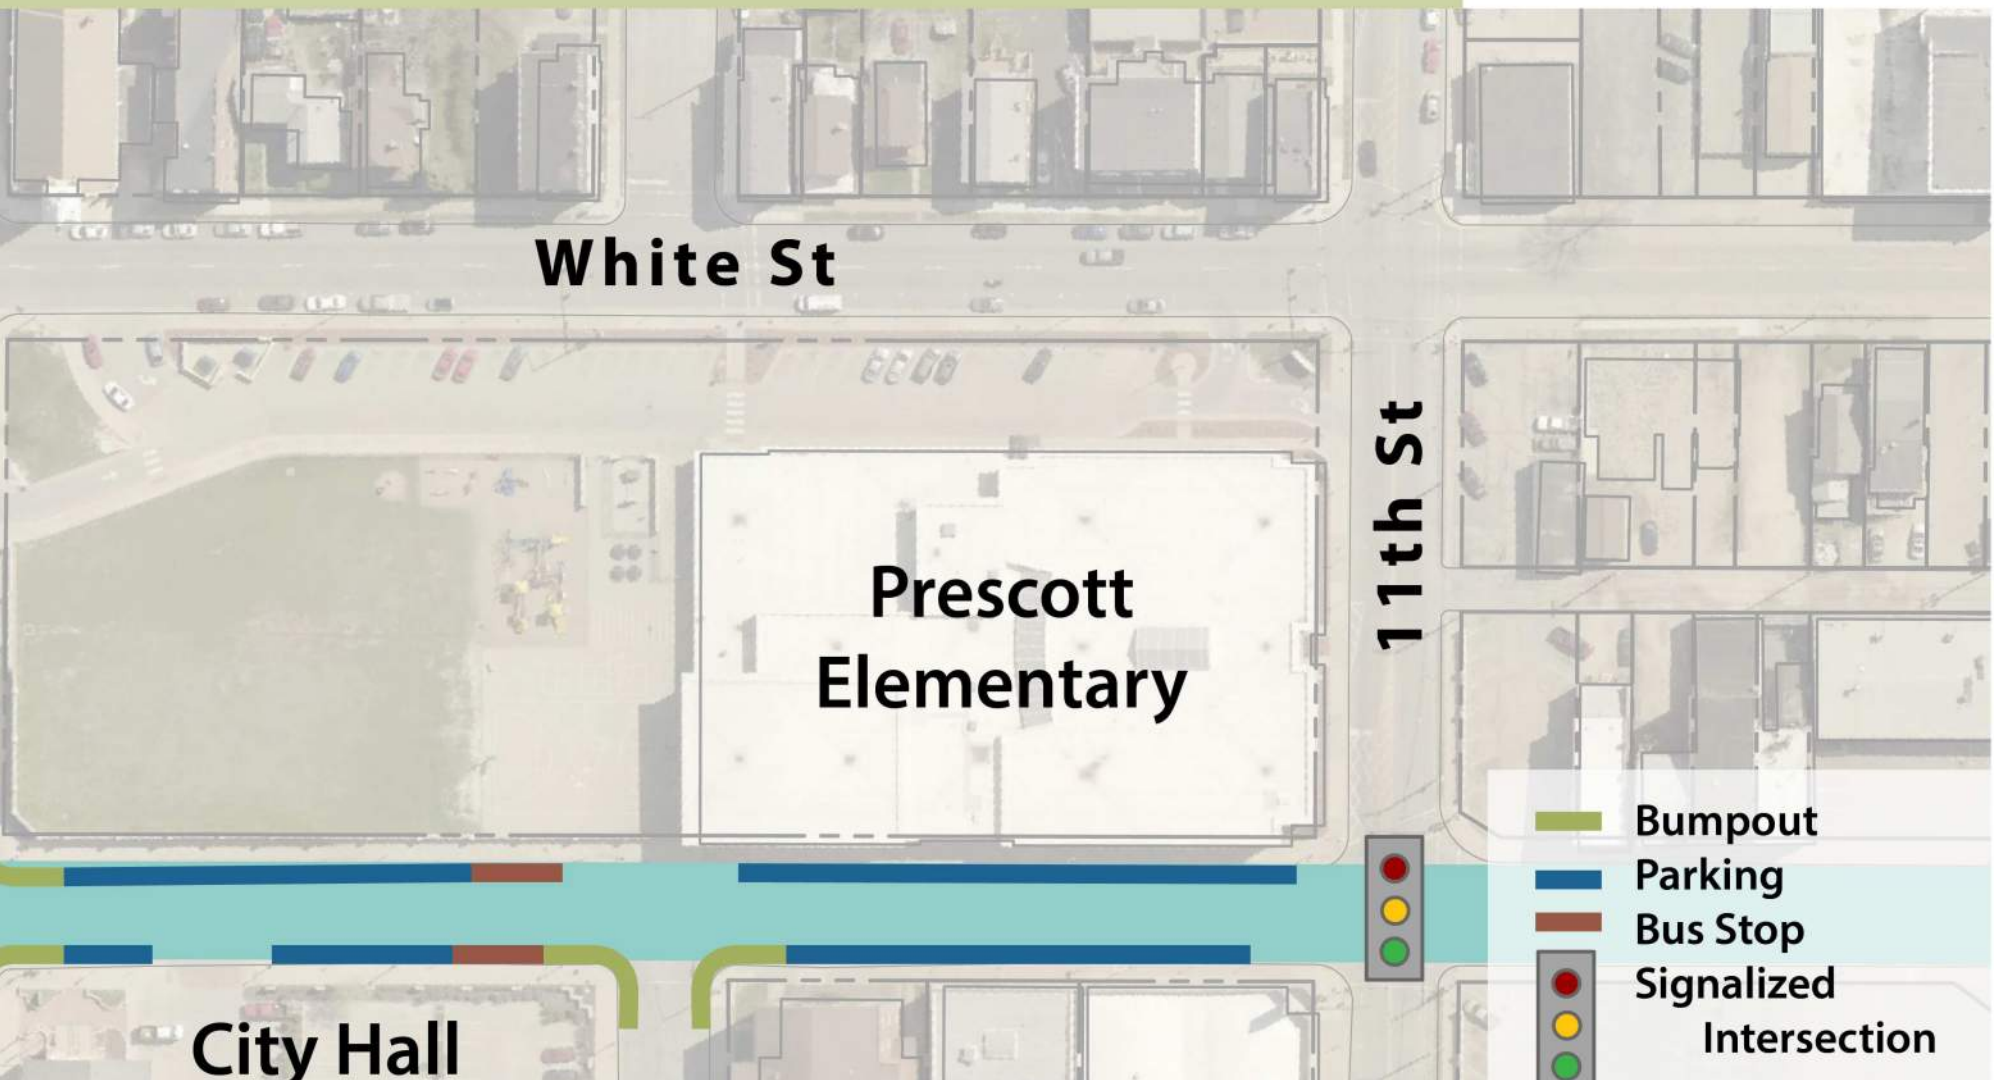 White St
11th St
Prescott
Elementary
City Hall
Bumpout
Parking
Bus Stop
Signalized
Intersection